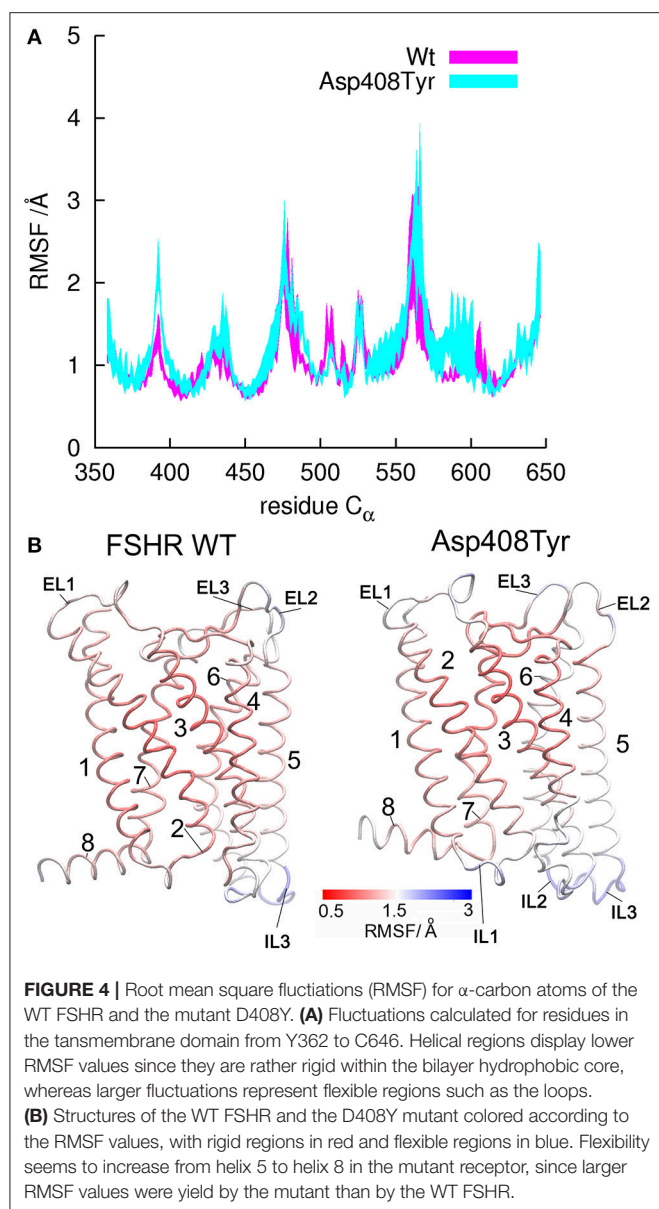 A
5
4
3
2
1
0
RMSF /Å
Wt
Asp408Tyr
350 400 450 500 550 600 650
residue Cα
B FSHR WT Asp408Tyr
EL1
EL3
EL2
6
4
3
1
5
7
2
8
IL3
EL1
EL3
EL2
2
6
4
1
3
5
7
8
IL2
IL3
IL1
0.5 1.5 3
RMSF/ Å
FIGURE 4 | Root mean square fluctiations (RMSF) for α-carbon atoms of the
WT FSHR and the mutant D408Y. (A) Fluctuations calculated for residues in
the tansmembrane domain from Y362 to C646. Helical regions display lower
RMSF values since they are rather rigid within the bilayer hydrophobic core,
whereas larger fluctuations represent flexible regions such as the loops.
(B) Structures of the WT FSHR and the D408Y mutant colored according to
the RMSF values, with rigid regions in red and flexible regions in blue. Flexibility
seems to increase from helix 5 to helix 8 in the mutant receptor, since larger
RMSF values were yield by the mutant than by the WT FSHR.